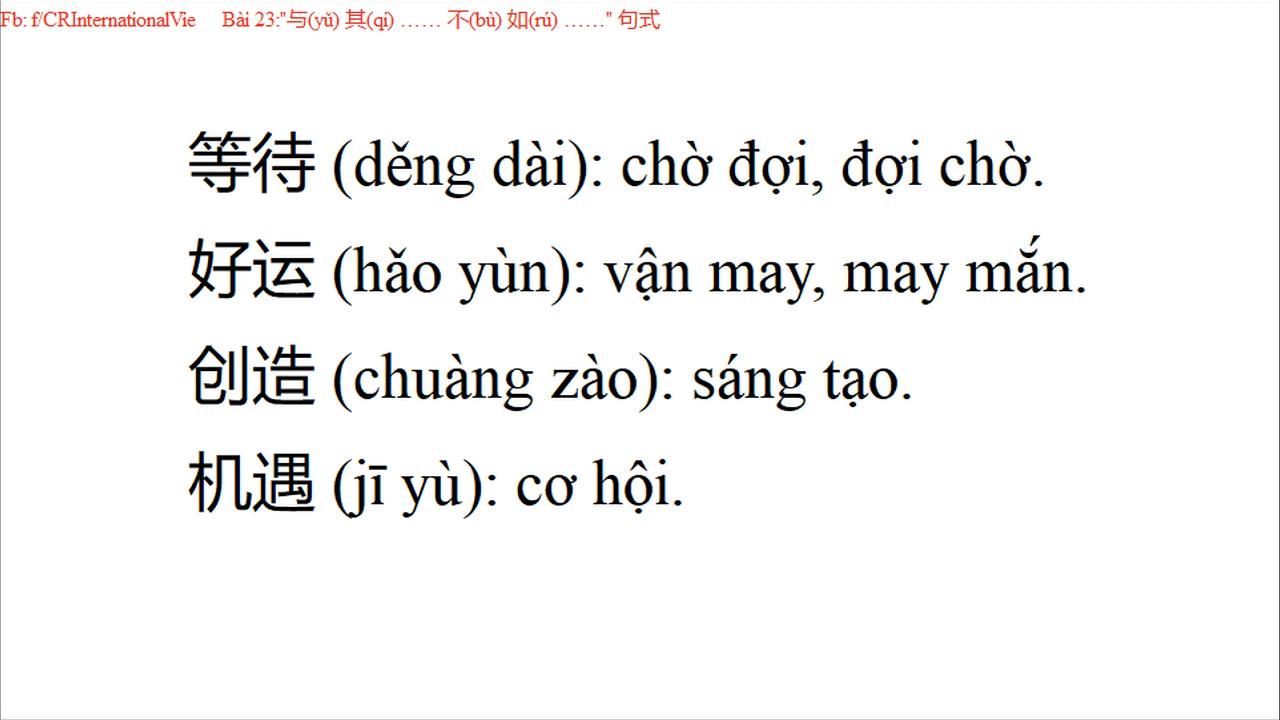 Fb: f/CRInternationalVie Bài 23:"与(yǔ) 其(qí) …… 不(bù) 如(rú) ……" 句式
等待 (děng dài): chờ đợi, đợi chờ.
好运 (hǎo yùn): vận may, may mắn.
创造 (chuàng zào): sáng tạo.
机遇 (jī yù): cơ hội.